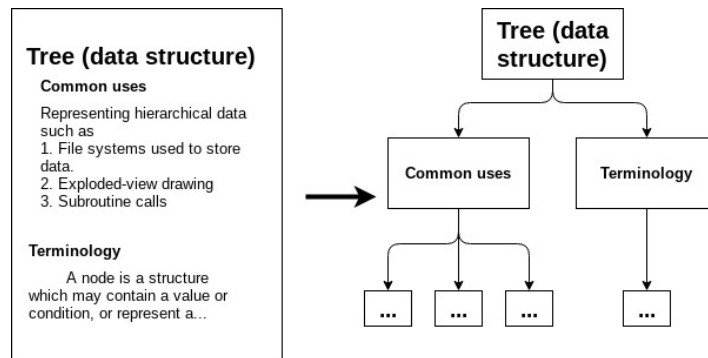 Tree (data structure)
Common uses
Representing hierarchical data
such as
1. File systems used to store
data.
2. Exploded-view drawing
3. Subroutine calls
Terminology
A node is a structure
which may contain a value or
condition, or represent a...
Tree (data
structure)
Common uses
Terminology
...
...
...
...